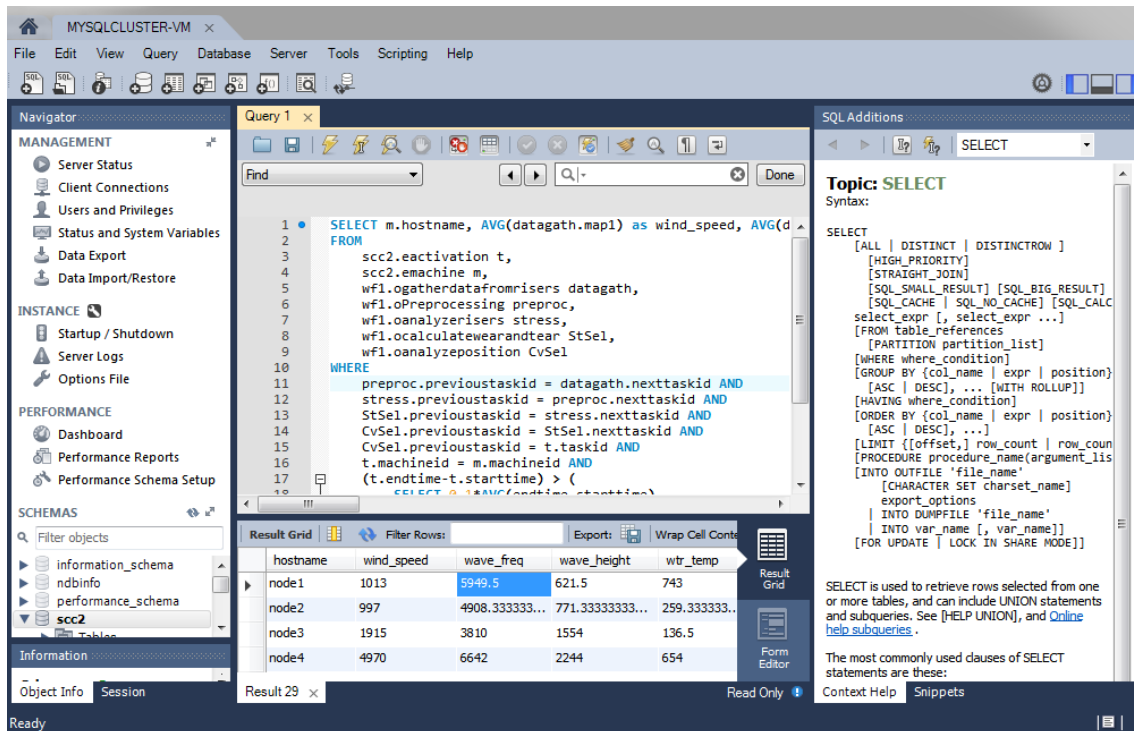 MYSQLCLUSTER-VM
File Edit View Query Database Server Tools Scripting Help
Navigator
MANAGEMENT
Server Status
Client Connections
Users and Privileges
Status and System Variables
Data Export
Data Import/Restore
INSTANCE
Startup / Shutdown
Server Logs
Options File
PERFORMANCE
Dashboard
Performance Reports
Performance Schema Setup
SCHEMAS
Filter objects
information_schema
ndbinfo
performance_schema
scc2
Tables
Information
Object Info Session
Query 1
Find Done
1 SELECT m.hostname, AVG(datagath.map1) as wind_speed, AVG(d
2 FROM
3 scc2.eactivation t,
4 scc2.emachine m,
5 wf1.ogatherdatafromrisers datagath,
6 wf1.oPreprocessing preproc,
7 wf1.oanalyzerisers stress,
8 wf1.ocalculatewearandtear StSel,
9 wf1.oanalyzeposition CvSel
10 WHERE
11 preproc.previoustaskid = datagath.nexttaskid AND
12 stress.previoustaskid = preproc.nexttaskid AND
13 StSel.previoustaskid = stress.nexttaskid AND
14 CvSel.previoustaskid = StSel.nexttaskid AND
15 CvSel.previoustaskid = t.taskid AND
16 t.machineid = m.machineid AND
17 (t.endtime-t.starttime) > (
18 SELECT 0.1*AVG(endtime-starttime)
Result Grid Filter Rows: Export: Wrap Cell Conte
hostname wind_speed wave_freq wave_height wtr_temp
node1 1013 5949.5 621.5 743
node2 997 4908.333333... 771.33333333... 259.333333..
node3 1915 3810 1554 136.5
node4 4970 6642 2244 654
Result
Grid
Form
Editor
Result 29 Read Only
SQL Additions
SELECT
Topic: SELECT
Syntax:
SELECT
[ALL | DISTINCT | DISTINCTROW ]
[HIGH_PRIORITY]
[STRAIGHT_JOIN]
[SQL_SMALL_RESULT] [SQL_BIG_RESULT]
[SQL_CACHE | SQL_NO_CACHE] [SQL_CALC
select_expr [, select_expr ...]
[FROM table_references
[PARTITION partition_list]
[WHERE where_condition]
[GROUP BY {col_name | expr | position}
[ASC | DESC], ... [WITH ROLLUP]]
[HAVING where_condition]
[ORDER BY {col_name | expr | position}
[ASC | DESC], ...]
[LIMIT {[offset,] row_count | row_coun
[PROCEDURE procedure_name(argument_lis
[INTO OUTFILE 'file_name'
[CHARACTER SET charset_name]
export_options
| INTO DUMPFILE 'file_name'
| INTO var_name [, var_name]]
[FOR UPDATE | LOCK IN SHARE MODE]]
SELECT is used to retrieve rows selected from one
or more tables, and can include UNION statements
and subqueries. See [HELP UNION], and Online
help subqueries .
The most commonly used clauses of SELECT
statements are these:
Context Help Snippets
Ready